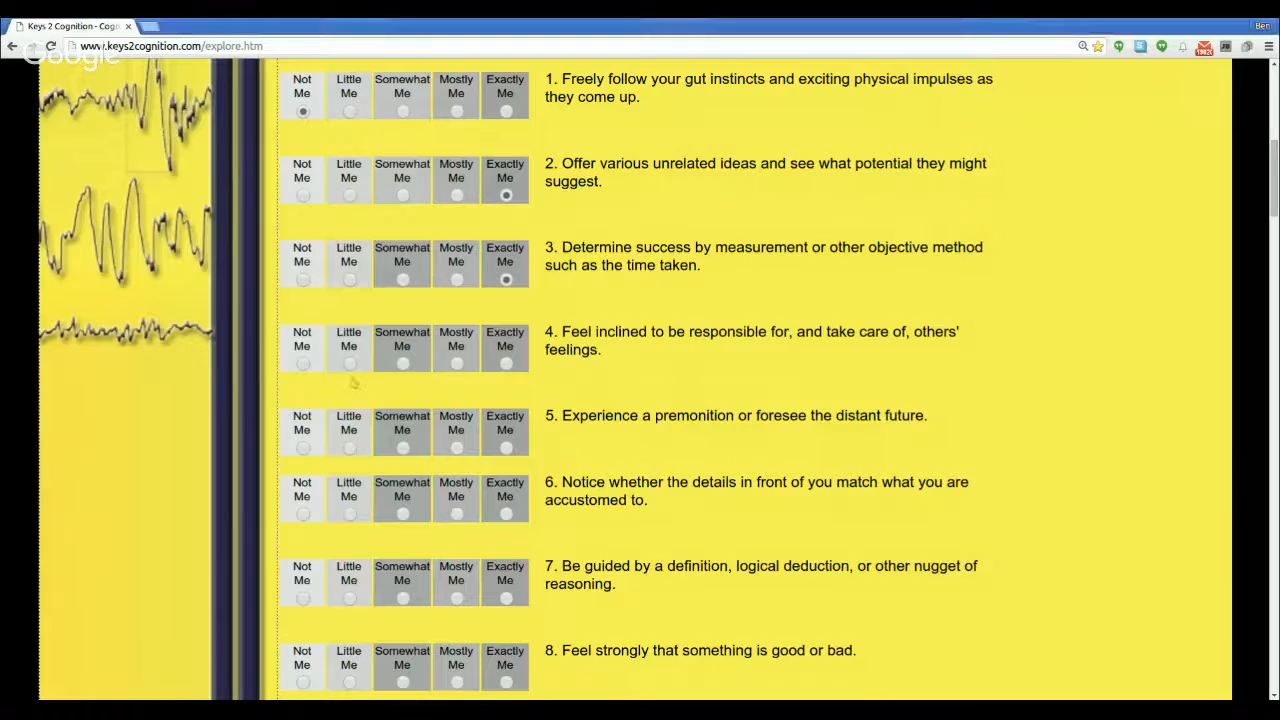 Keys 2 Cognition - Cogn
Ben
www.keys2cognition.com/explore.htm
Google
Not Me Little Me Somewhat Me Mostly Me Exactly Me
1. Freely follow your gut instincts and exciting physical impulses as
they come up.
Not Me Little Me Somewhat Me Mostly Me Exactly Me
2. Offer various unrelated ideas and see what potential they might
suggest.
Not Me Little Me Somewhat Me Mostly Me Exactly Me
3. Determine success by measurement or other objective method
such as the time taken.
Not Me Little Me Somewhat Me Mostly Me Exactly Me
4. Feel inclined to be responsible for, and take care of, others'
feelings.
Not Me Little Me Somewhat Me Mostly Me Exactly Me
5. Experience a premonition or foresee the distant future.
Not Me Little Me Somewhat Me Mostly Me Exactly Me
6. Notice whether the details in front of you match what you are
accustomed to.
Not Me Little Me Somewhat Me Mostly Me Exactly Me
7. Be guided by a definition, logical deduction, or other nugget of
reasoning.
Not Me Little Me Somewhat Me Mostly Me Exactly Me
8. Feel strongly that something is good or bad.